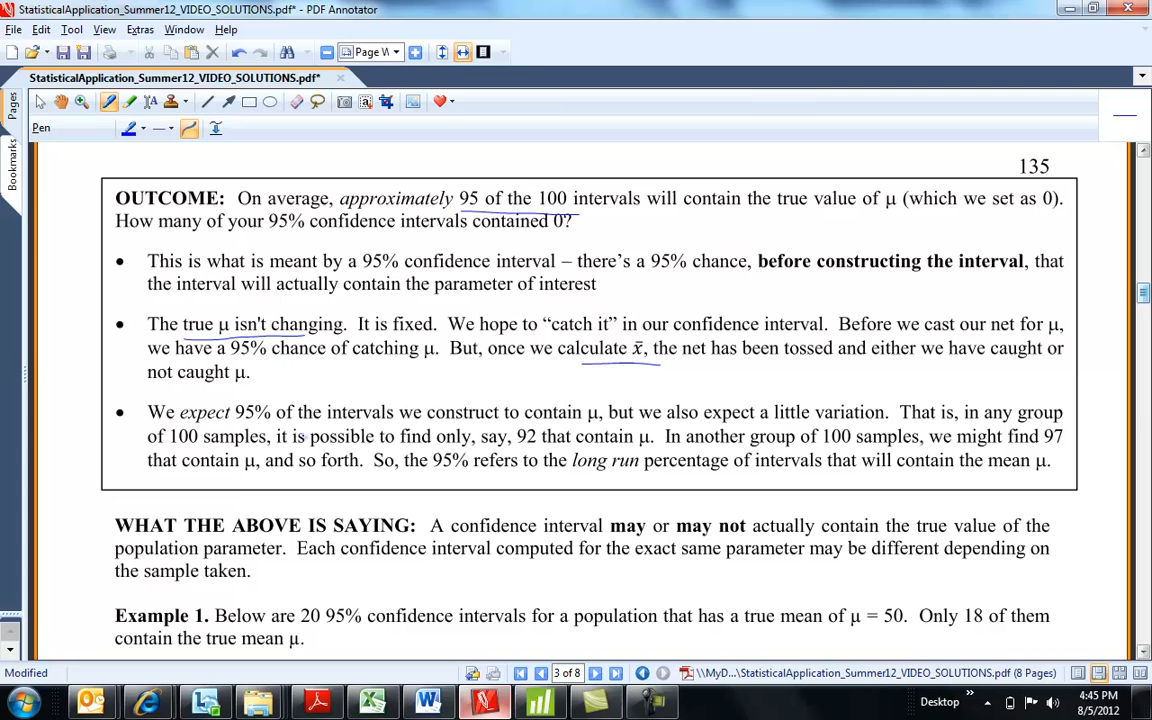 StatisticalApplication_Summer12_VIDEO_SOLUTIONS.pdf* - PDF Annotator
File Edit Tool View Extras Window Help
Page W
StatisticalApplication_Summer12_VIDEO_SOLUTIONS.pdf*
Pen
Pages
Bookmarks
135
OUTCOME: On average, approximately 95 of the 100 intervals will contain the true value of μ (which we set as 0).
How many of your 95% confidence intervals contained 0?
• This is what is meant by a 95% confidence interval – there's a 95% chance, before constructing the interval, that
the interval will actually contain the parameter of interest
• The true μ isn't changing. It is fixed. We hope to “catch it” in our confidence interval. Before we cast our net for μ,
we have a 95% chance of catching μ. But, once we calculate x̄, the net has been tossed and either we have caught or
not caught μ.
• We expect 95% of the intervals we construct to contain μ, but we also expect a little variation. That is, in any group
of 100 samples, it is possible to find only, say, 92 that contain μ. In another group of 100 samples, we might find 97
that contain μ, and so forth. So, the 95% refers to the long run percentage of intervals that will contain the mean μ.
WHAT THE ABOVE IS SAYING: A confidence interval may or may not actually contain the true value of the
population parameter. Each confidence interval computed for the exact same parameter may be different depending on
the sample taken.
Example 1. Below are 20 95% confidence intervals for a population that has a true mean of μ = 50. Only 18 of them
contain the true mean μ.
Modified
3 of 8
\\MyD...\StatisticalApplication_Summer12_VIDEO_SOLUTIONS.pdf (8 Pages)
Desktop
4:45 PM
8/5/2012